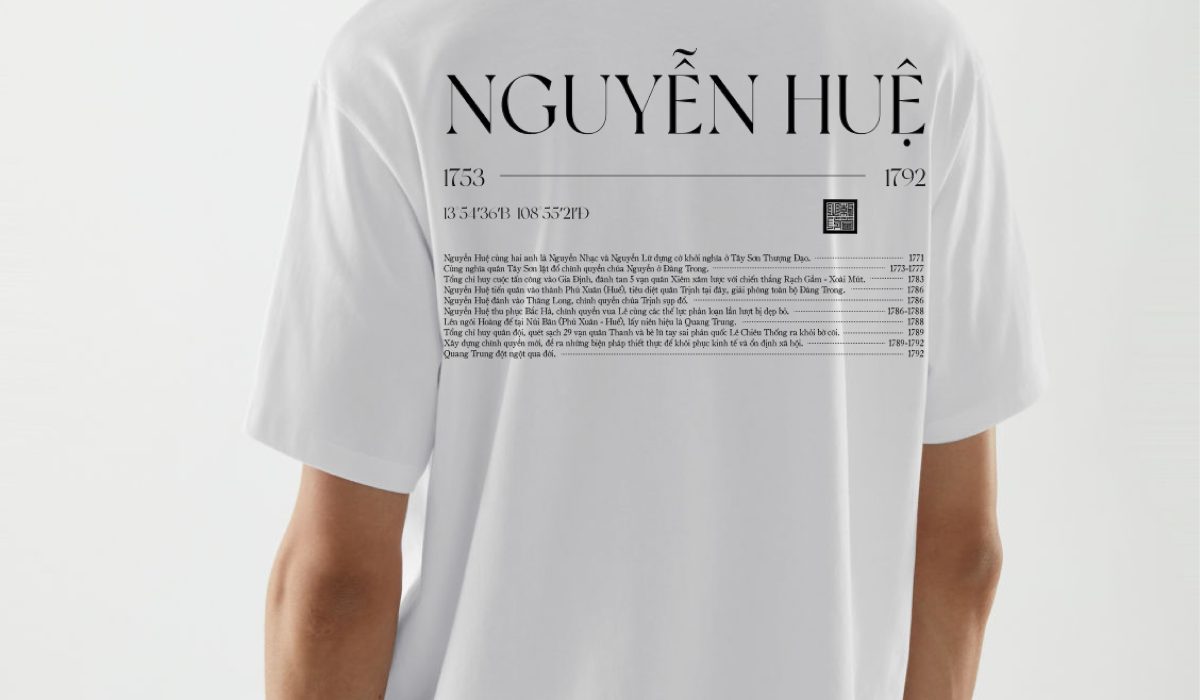 NGUYỄN HUỆ
1753 1792
13°54'36"B 108°55'21"Đ
Nguyễn Huệ cùng hai anh là Nguyễn Nhạc và Nguyễn Lữ dựng cờ khởi nghĩa ở Tây Sơn Thượng Đạo. 1771
Cùng nghĩa quân Tây Sơn lật đổ chính quyền chúa Nguyễn ở Đàng Trong. 1773-1777
Tổng chỉ huy cuộc tấn công vào Gia Định, đánh tan 5 vạn quân Xiêm xâm lược với chiến thắng Rạch Gầm - Xoài Mút. 1785
Nguyễn Huệ tiến quân vào thành Phú Xuân (Huế), tiêu diệt quân Trịnh tại đây, giải phóng toàn bộ Đàng Trong. 1786
Nguyễn Huệ đánh vào Thăng Long, chính quyền chúa Trịnh sụp đổ. 1786
Nguyễn Huệ thu phục Bắc Hà, chính quyền vua Lê cùng các thế lực phản loạn lần lượt bị dẹp bỏ. 1786-1788
Lên ngôi Hoàng đế tại Núi Bân (Phú Xuân - Huế), lấy niên hiệu là Quang Trung. 1788
Tổng chỉ huy quân đội, quét sạch 29 vạn quân Thanh và bè lũ tay sai phản quốc Lê Chiêu Thống ra khỏi bờ cõi. 1789
Xây dựng chính quyền mới, đề ra những biện pháp thiết thực để khôi phục kinh tế và ổn định xã hội. 1789-1792
Quang Trung đột ngột qua đời. 1792